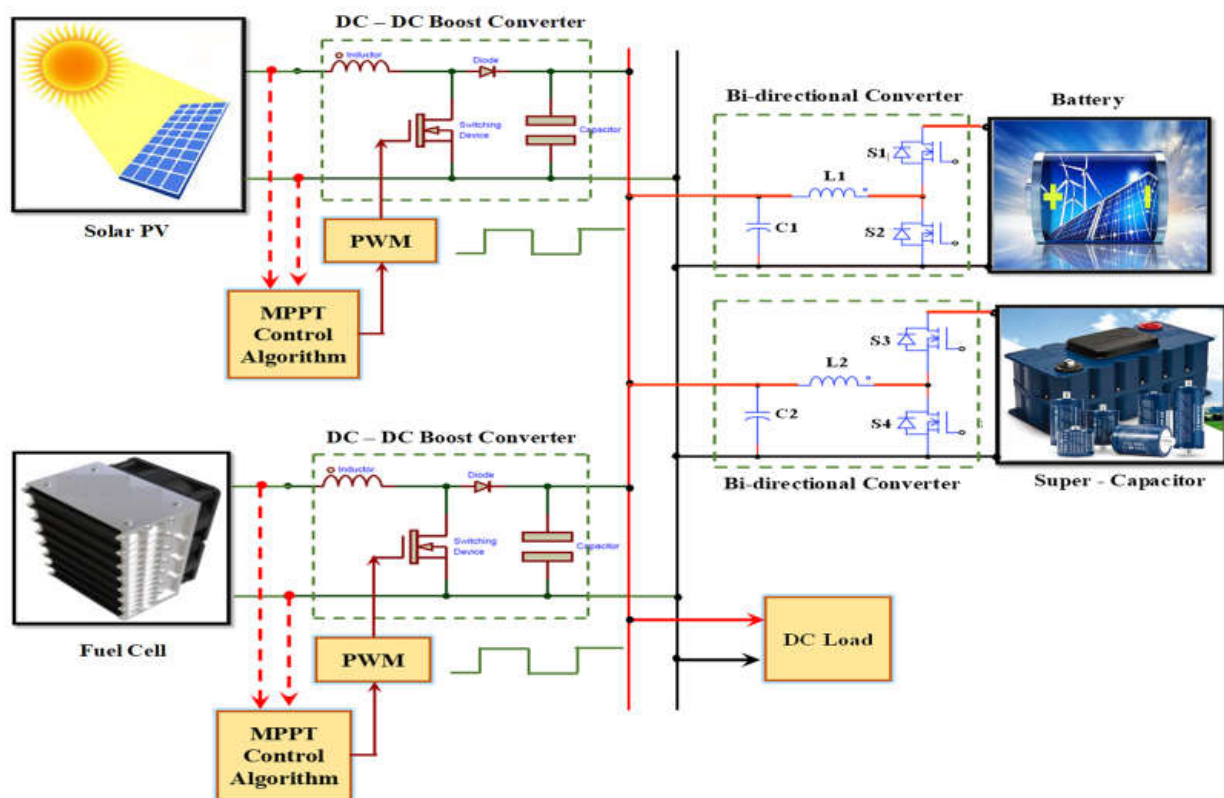 DC – DC Boost Converter
Inductor
Diode
Switching
Device
Capacitor
Solar PV
PWM
MPPT
Control
Algorithm
Bi-directional Converter
Battery
S1
L1
C1
S2
S3
L2
C2
S4
Bi-directional Converter
Super - Capacitor
DC – DC Boost Converter
Inductor
Diode
Switching
Device
Capacitor
Fuel Cell
PWM
MPPT
Control
Algorithm
DC Load